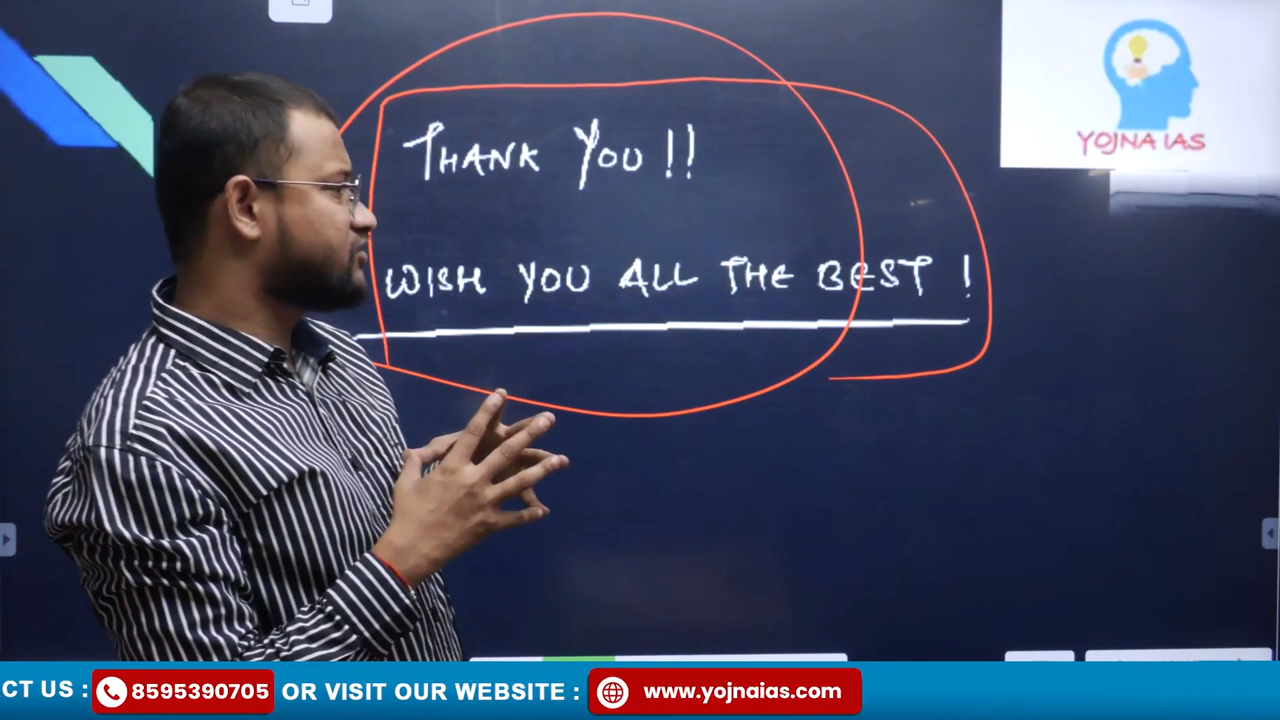 YOJNA IAS
THANK YOU!!
WISH YOU ALL THE BEST!
CT US : 8595390705 OR VISIT OUR WEBSITE : www.yojnaias.com